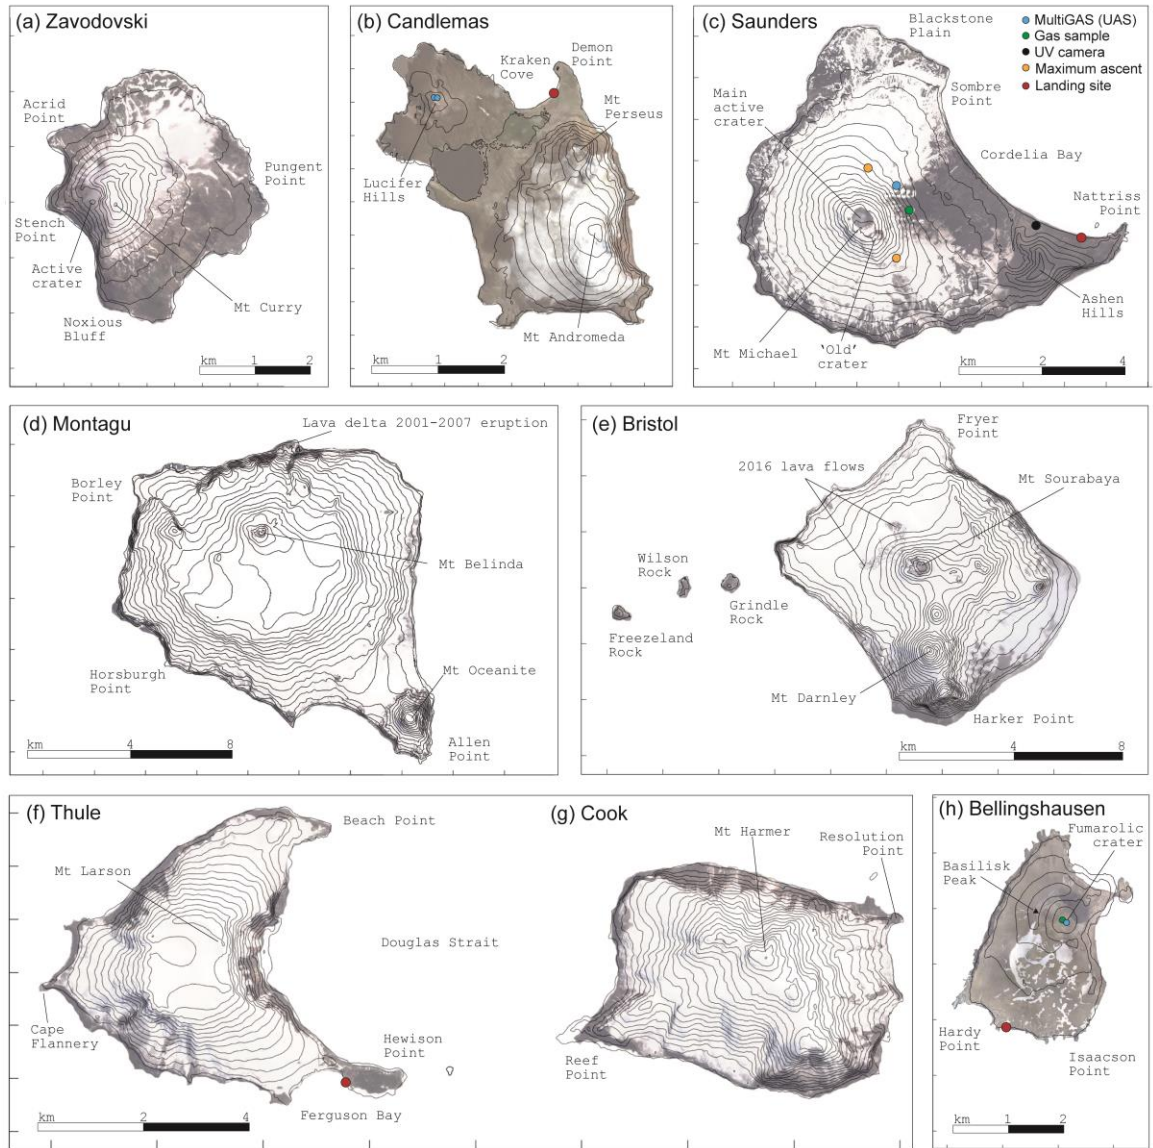 (a) Zavodovski
Acrid
Point
Pungent
Point
Stench
Point
Active
crater
Mt Curry
Noxious
Bluff
km 1 2
(b) Candlemas
Kraken
Cove
Demon
Point
Mt
Perseus
Lucifer
Hills
Mt Andromeda
km 1 2
(c) Saunders
Blackstone
Plain
MultiGAS (UAS)
Gas sample
UV camera
Maximum ascent
Landing site
Sombre
Point
Main
active
crater
Cordelia Bay
Nattriss
Point
Ashen
Hills
Mt Michael
'Old'
crater
km 2 4
(d) Montagu
Lava delta 2001-2007 eruption
Borley
Point
Mt Belinda
Horsburgh
Point
Mt Oceanite
Allen
Point
km 4 8
(e) Bristol
Fryer
Point
2016 lava flows
Mt Sourabaya
Wilson
Rock
Grindle
Rock
Freezeland
Rock
Mt Darnley
Harker Point
km 4 8
(f) Thule
Beach Point
Mt Larson
Douglas Strait
Cape
Flannery
Hewison
Point
Ferguson Bay
km 2 4
(g) Cook
Mt Harmer
Resolution
Point
Reef
Point
(h) Bellingshausen
Fumarolic
crater
Basilisk
Peak
Hardy
Point
Isaacson
Point
km 1 2